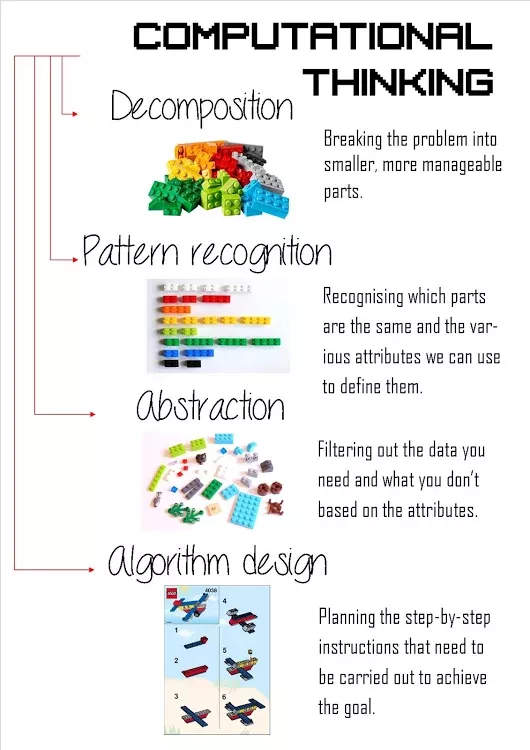 COMPUTATIONAL
THINKING
Decomposition
Breaking the problem into
smaller, more manageable
parts.
Pattern recognition
Recognising which parts
are the same and the var-
ious attributes we can use
to define them.
Abstraction
Filtering out the data you
need and what you don't
based on the attributes.
Algorithm design
LEGO
4038
1
2
3
4
5
6
Planning the step-by-step
instructions that need to
be carried out to achieve
the goal.